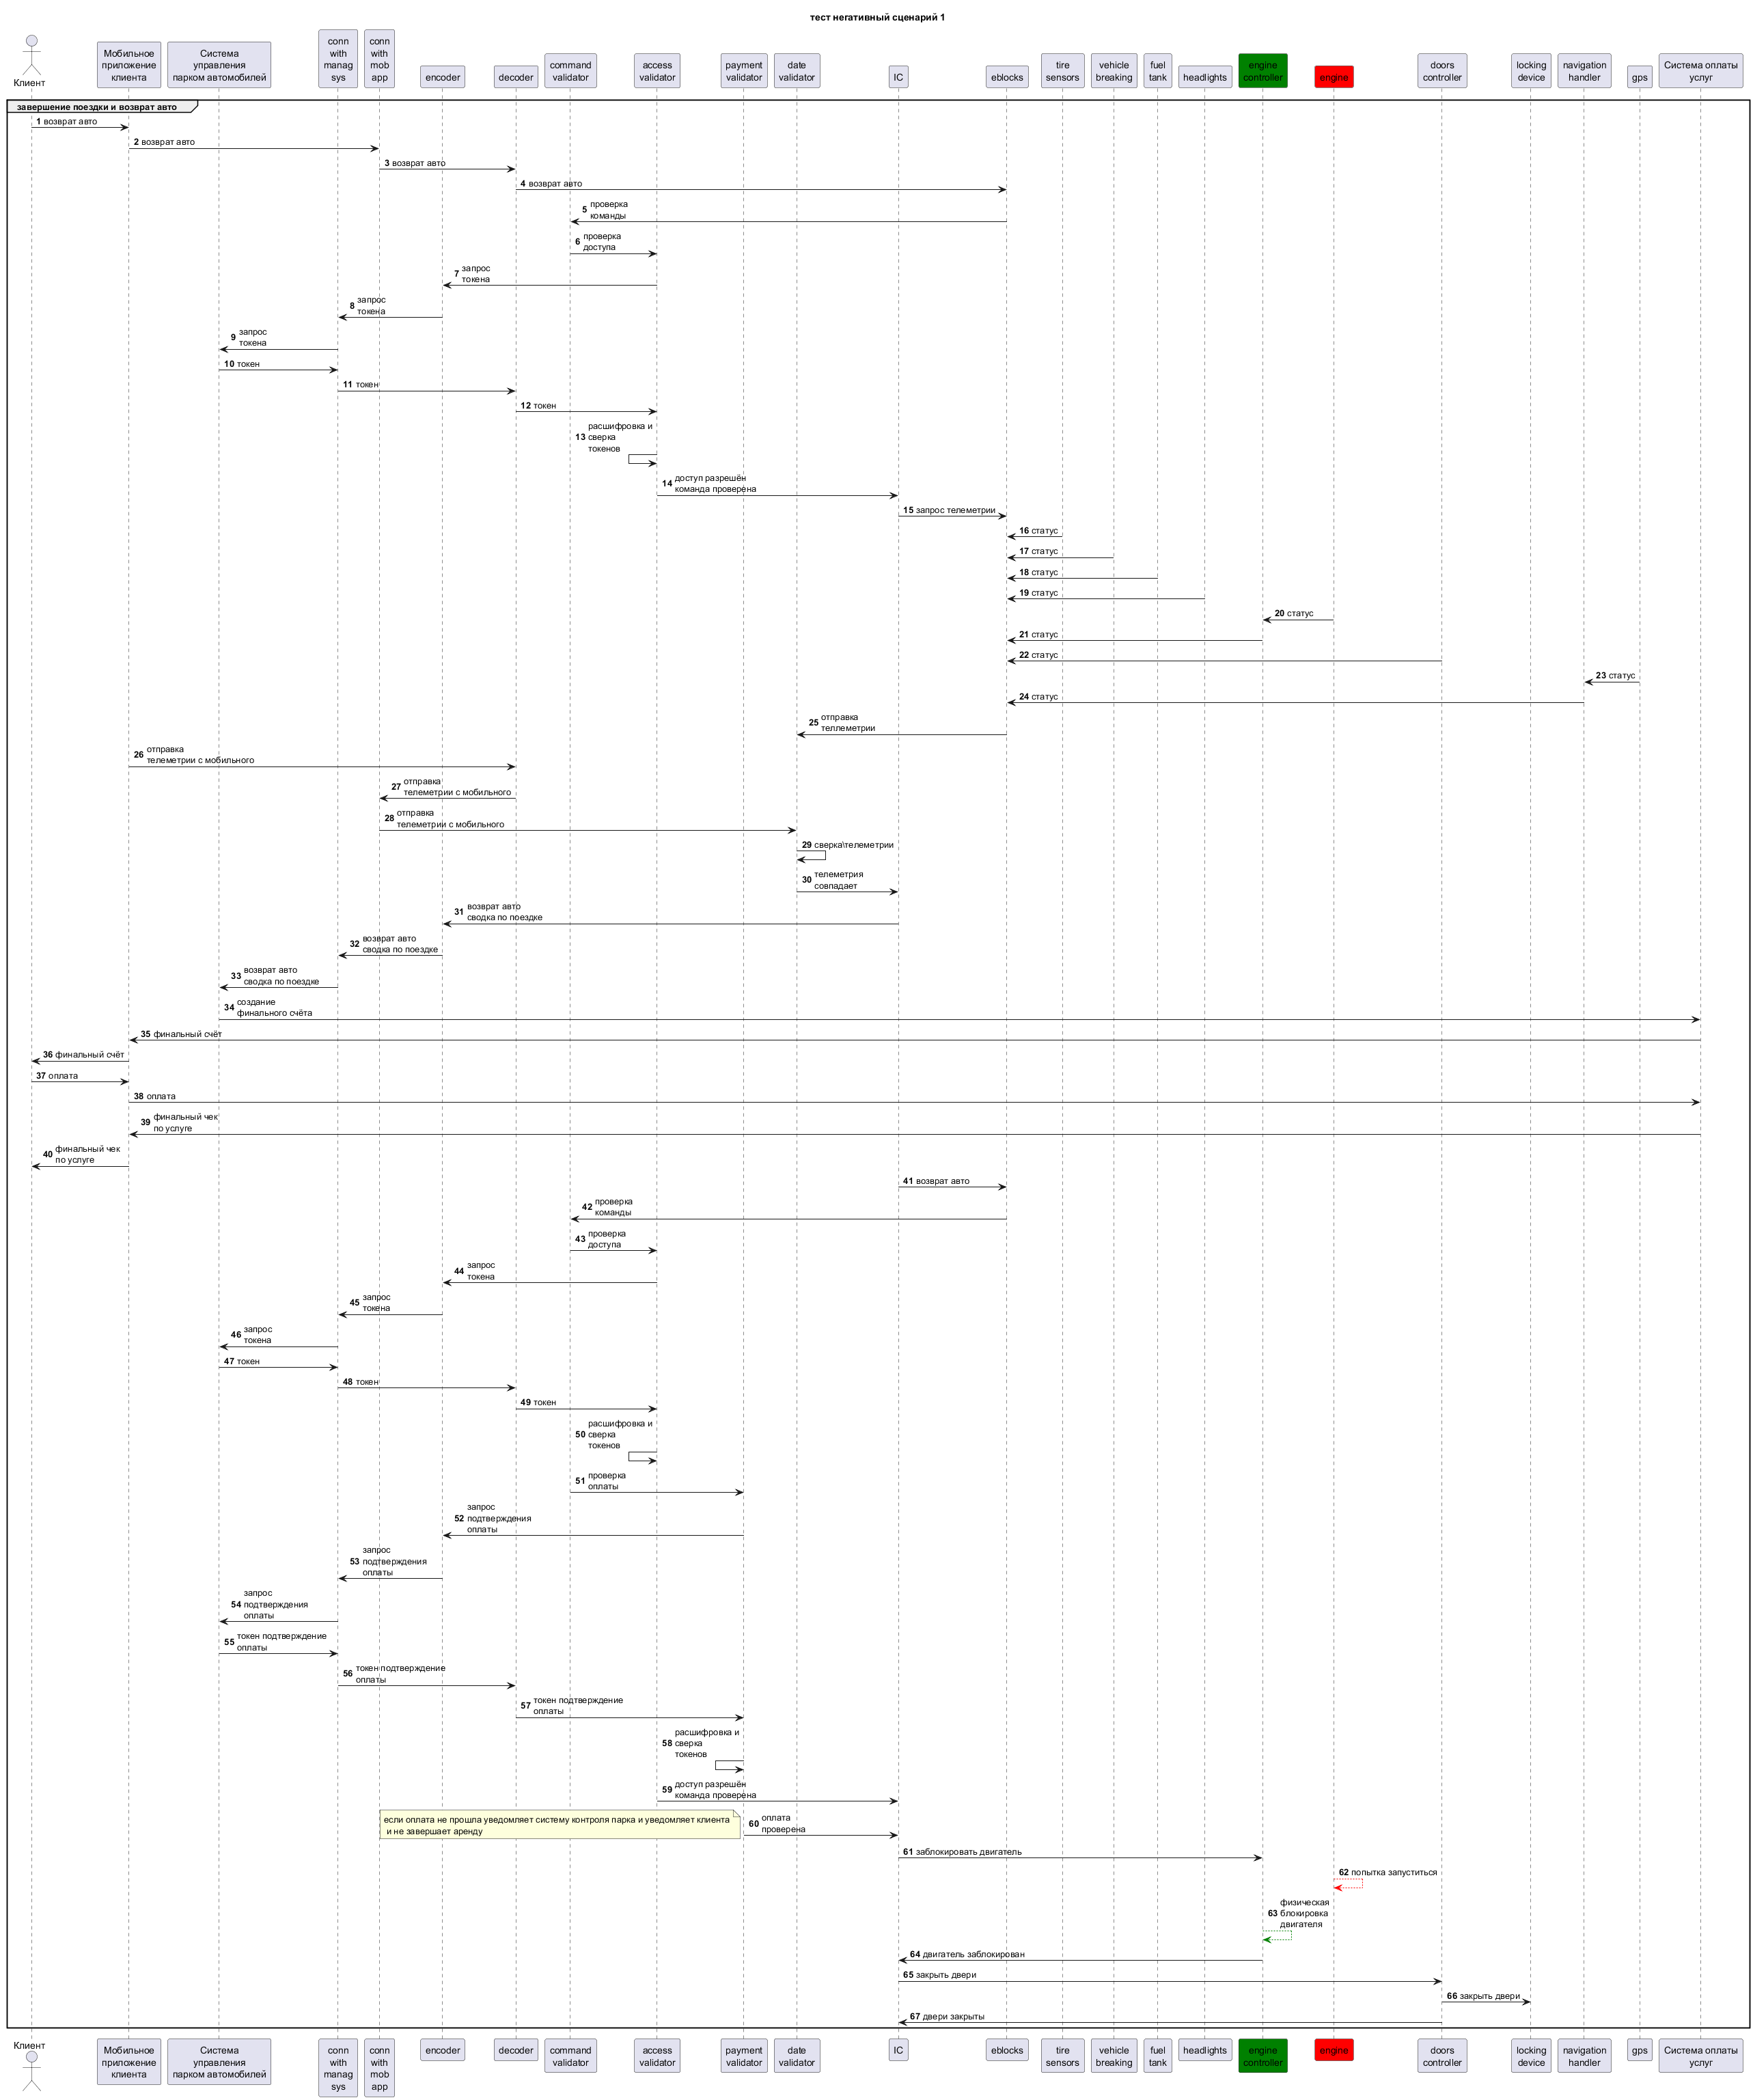 тест негативный сценарий 1
Клиент
Мобильное
приложение
клиента
Система
управления
парком автомобилей
conn
with
manag
sys
conn
with
mob
app
encoder
decoder
command
validator
access
validator
payment
validator
date
validator
IC
eblocks
tire
sensors
vehicle
breaking
fuel
tank
headlights
engine
controller
engine
doors
controller
locking
device
navigation
handler
gps
Система оплаты
услуг
завершение поездки и возврат авто
1 возврат авто
2 возврат авто
3 возврат авто
4 возврат авто
5 проверка
команды
6 проверка
доступа
7 запрос
токена
8 запрос
токена
9 запрос
токена
10 токен
11 токен
12 токен
13 расшифровка и
сверка
токенов
14 доступ разрешён
команда проверена
15 запрос телеметрии
16 статус
17 статус
18 статус
19 статус
20 статус
21 статус
22 статус
23 статус
24 статус
25 отправка
теллеметрии
26 отправка
телеметрии с мобильного
27 отправка
телеметрии с мобильного
28 отправка
телеметрии с мобильного
29 сверка\телеметрии
30 телеметрия
совпадает
31 возврат авто
сводка по поездке
32 возврат авто
сводка по поездке
33 возврат авто
сводка по поездке
34 создание
финального счёта
35 финальный счёт
36 финальный счёт
37 оплата
38 оплата
39 финальный чек
по услуге
40 финальный чек
по услуге
41 возврат авто
42 проверка
команды
43 проверка
доступа
44 запрос
токена
45 запрос
токена
46 запрос
токена
47 токен
48 токен
49 токен
50 расшифровка и
сверка
токенов
51 проверка
оплаты
52 запрос
подтверждения
оплаты
53 запрос
подтверждения
оплаты
54 запрос
подтверждения
оплаты
55 токен подтверждение
оплаты
56 токен подтверждение
оплаты
57 токен подтверждение
оплаты
58 расшифровка и
сверка
токенов
59 доступ разрешён
команда проверена
если оплата не прошла уведомляет систему контроля парка и уведомляет клиента
и не завершает аренду
60 оплата
проверена
61 заблокировать двигатель
62 попытка запуститься
63 физическая
блокировка
двигателя
64 двигатель заблокирован
65 закрыть двери
66 закрыть двери
67 двери закрыты
Клиент
Мобильное
приложение
клиента
Система
управления
парком автомобилей
conn
with
manag
sys
conn
with
mob
app
encoder
decoder
command
validator
access
validator
payment
validator
date
validator
IC
eblocks
tire
sensors
vehicle
breaking
fuel
tank
headlights
engine
controller
engine
doors
controller
locking
device
navigation
handler
gps
Система оплаты
услуг